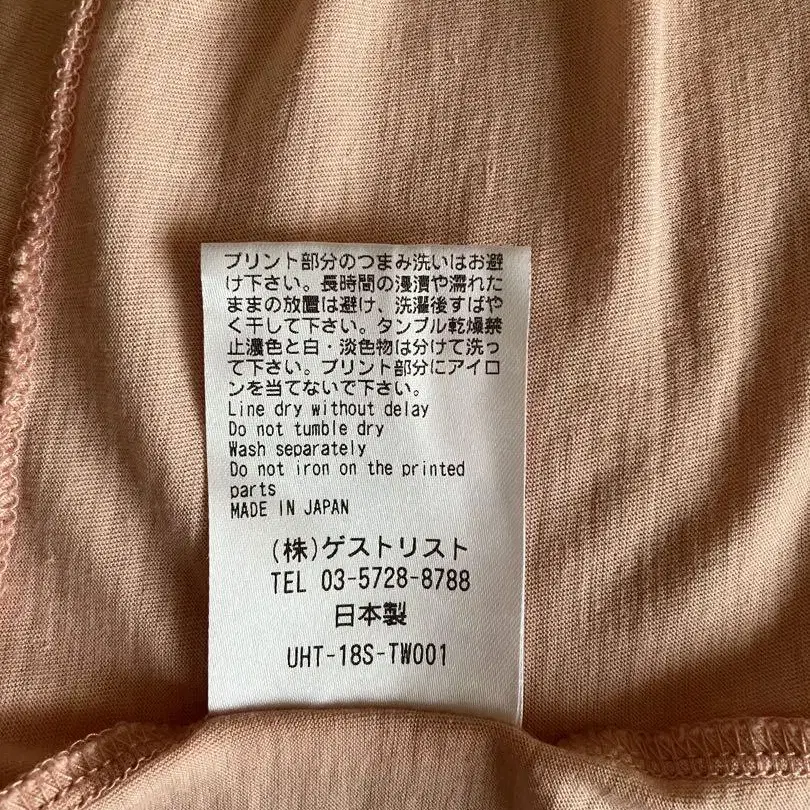 プリント部分のつまみ洗いはお避
け下さい。長時間の浸漬や濡れた
ままの放置は避け、洗濯後すばや
く干して下さい。タンブル乾燥禁
止濃色と白・淡色物は分けて洗っ
て下さい。プリント部分にアイロ
ンを当てないで下さい。
Line dry without delay
Do not tumble dry
Wash separately
Do not iron on the printed
parts
MADE IN JAPAN
(株)ゲストリスト
TEL 03-5728-8788
日本製
UHT-18S-TW001